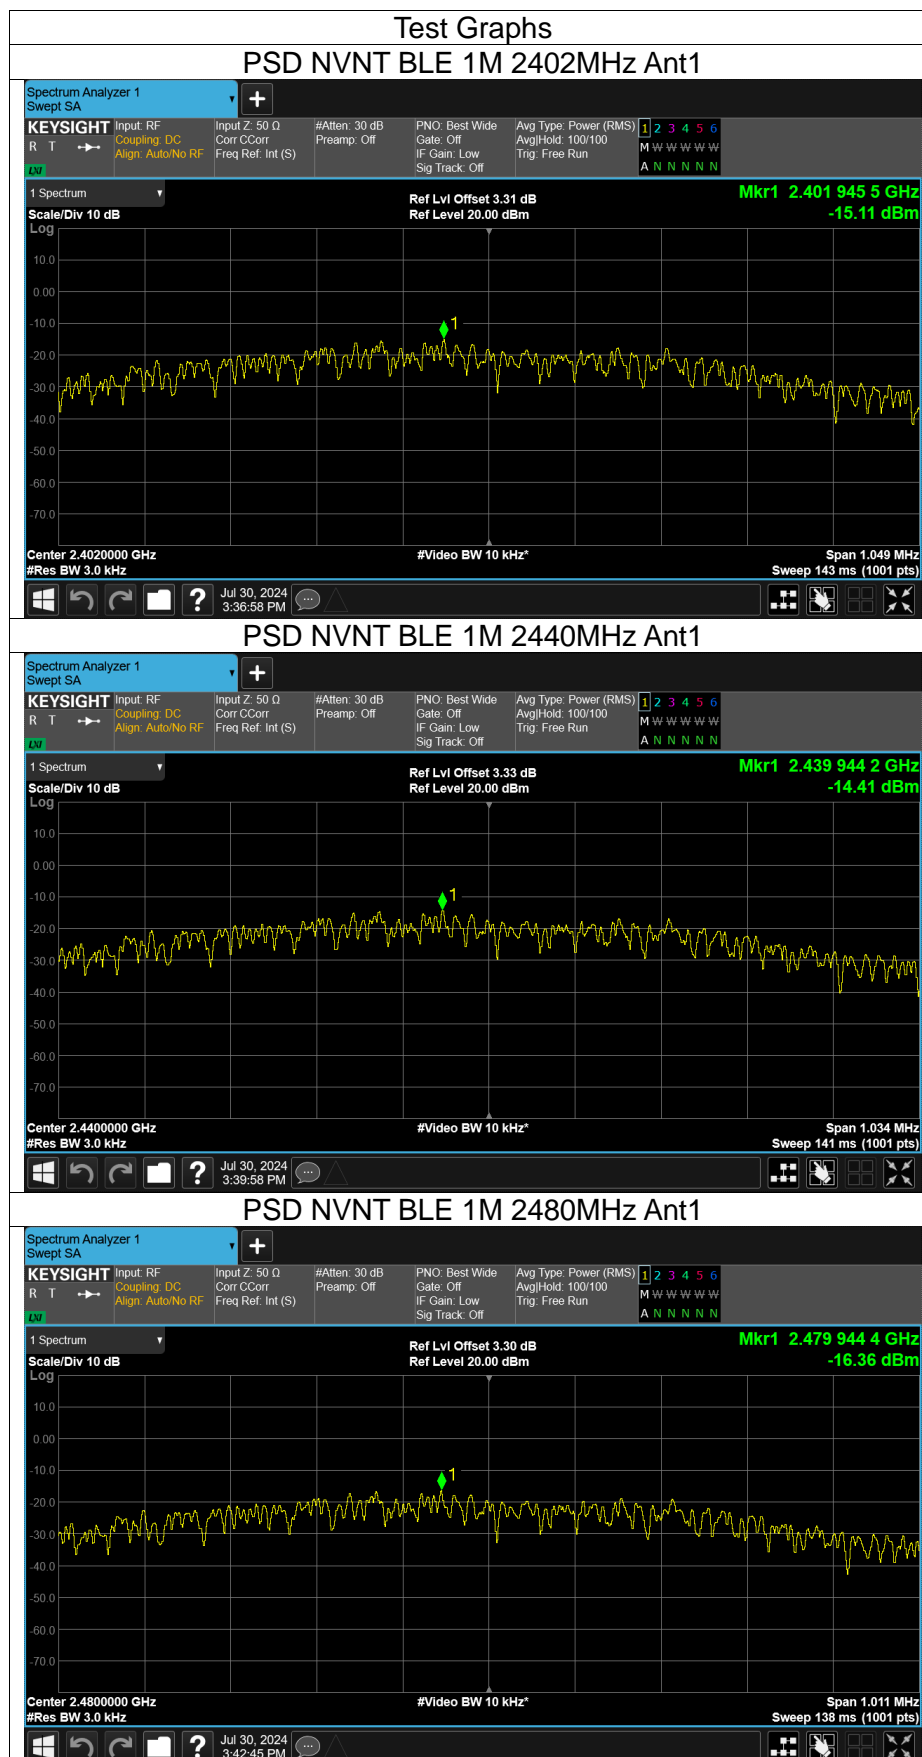 Test Graphs
PSD NVNT BLE 1M 2402MHz Ant1
Spectrum Analyzer 1
Swept SA
KEYSIGHT Input: RF Input Z: 50 Ω #Atten: 30 dB PNO: Best Wide Avg Type: Power (RMS) 1 2 3 4 5 6
R T Coupling: DC Corr CCorr Preamp: Off Gate: Off Avg|Hold: 100/100 M W W W W W
Align: Auto/No RF Freq Ref: Int (S) IF Gain: Low Trig: Free Run
LXI Sig Track: Off A N N N N N
1 Spectrum Ref Lvl Offset 3.31 dB Mkr1 2.401 945 5 GHz
Scale/Div 10 dB Ref Level 20.00 dBm -15.11 dBm
Log
10.0
0.00
-10.0
1
-20.0
-30.0
-40.0
-50.0
-60.0
-70.0
Center 2.4020000 GHz #Video BW 10 kHz* Span 1.049 MHz
#Res BW 3.0 kHz Sweep 143 ms (1001 pts)
Jul 30, 2024
3:36:58 PM
PSD NVNT BLE 1M 2440MHz Ant1
Spectrum Analyzer 1
Swept SA
KEYSIGHT Input: RF Input Z: 50 Ω #Atten: 30 dB PNO: Best Wide Avg Type: Power (RMS) 1 2 3 4 5 6
R T Coupling: DC Corr CCorr Preamp: Off Gate: Off Avg|Hold: 100/100 M W W W W W
Align: Auto/No RF Freq Ref: Int (S) IF Gain: Low Trig: Free Run
LXI Sig Track: Off A N N N N N
1 Spectrum Ref Lvl Offset 3.33 dB Mkr1 2.439 944 2 GHz
Scale/Div 10 dB Ref Level 20.00 dBm -14.41 dBm
Log
10.0
0.00
-10.0
1
-20.0
-30.0
-40.0
-50.0
-60.0
-70.0
Center 2.4400000 GHz #Video BW 10 kHz* Span 1.034 MHz
#Res BW 3.0 kHz Sweep 141 ms (1001 pts)
Jul 30, 2024
3:39:58 PM
PSD NVNT BLE 1M 2480MHz Ant1
Spectrum Analyzer 1
Swept SA
KEYSIGHT Input: RF Input Z: 50 Ω #Atten: 30 dB PNO: Best Wide Avg Type: Power (RMS) 1 2 3 4 5 6
R T Coupling: DC Corr CCorr Preamp: Off Gate: Off Avg|Hold: 100/100 M W W W W W
Align: Auto/No RF Freq Ref: Int (S) IF Gain: Low Trig: Free Run
LXI Sig Track: Off A N N N N N
1 Spectrum Ref Lvl Offset 3.30 dB Mkr1 2.479 944 4 GHz
Scale/Div 10 dB Ref Level 20.00 dBm -16.36 dBm
Log
10.0
0.00
-10.0
1
-20.0
-30.0
-40.0
-50.0
-60.0
-70.0
Center 2.4800000 GHz #Video BW 10 kHz* Span 1.011 MHz
#Res BW 3.0 kHz Sweep 138 ms (1001 pts)
Jul 30, 2024
3:42:45 PM